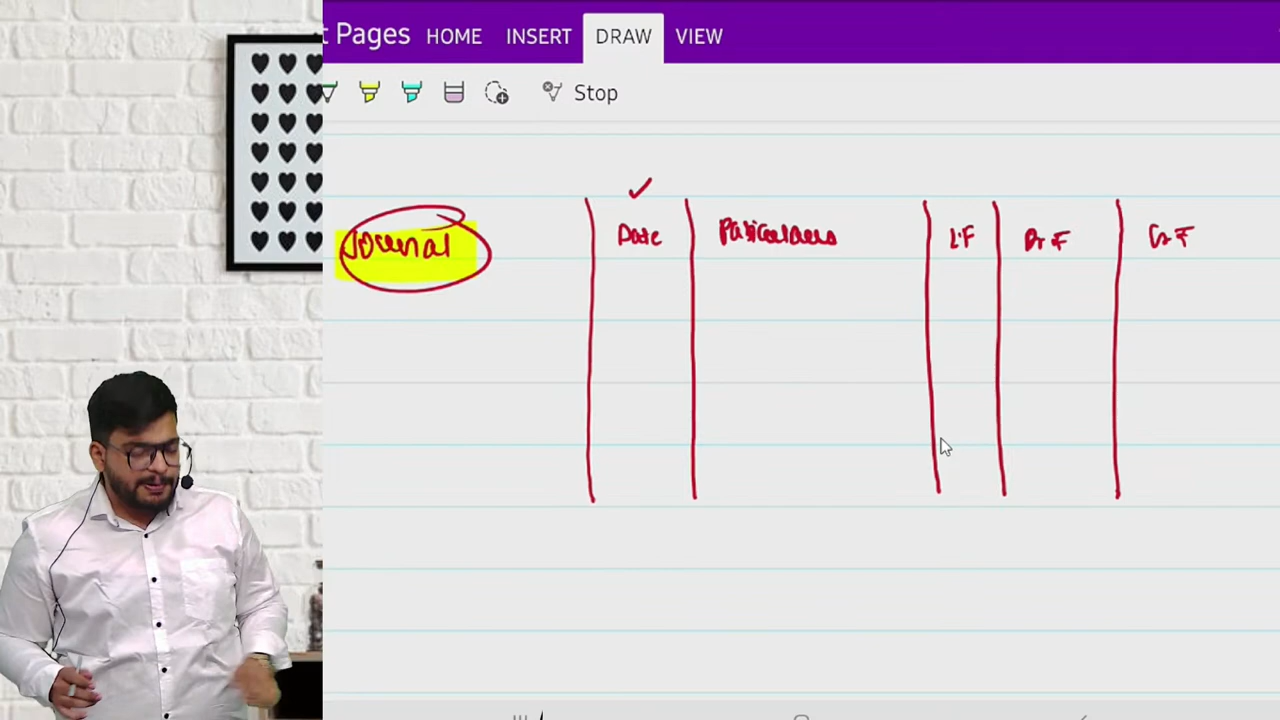 t Pages HOME INSERT DRAW VIEW
Stop
Journal Date Particulars L.F Dr ₹ Cr ₹